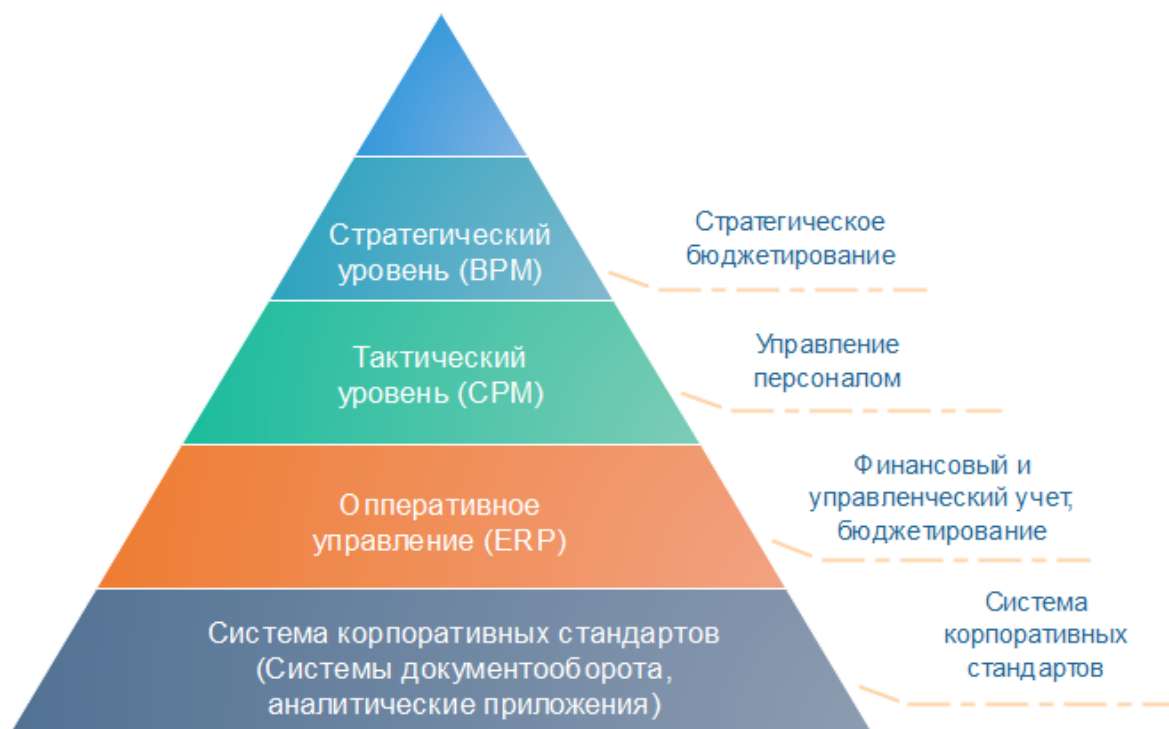 Стратегический
уровень (BPM)
Стратегическое
бюджетирование
Тактический
уровень (CPM)
Управление
персоналом
Опперативное
управление (ERP)
Финансовый и
управленческий учет,
бюджетирование
Система корпоративных стандартов
(Системы документооборота,
аналитические приложения)
Система
корпоративных
стандартов